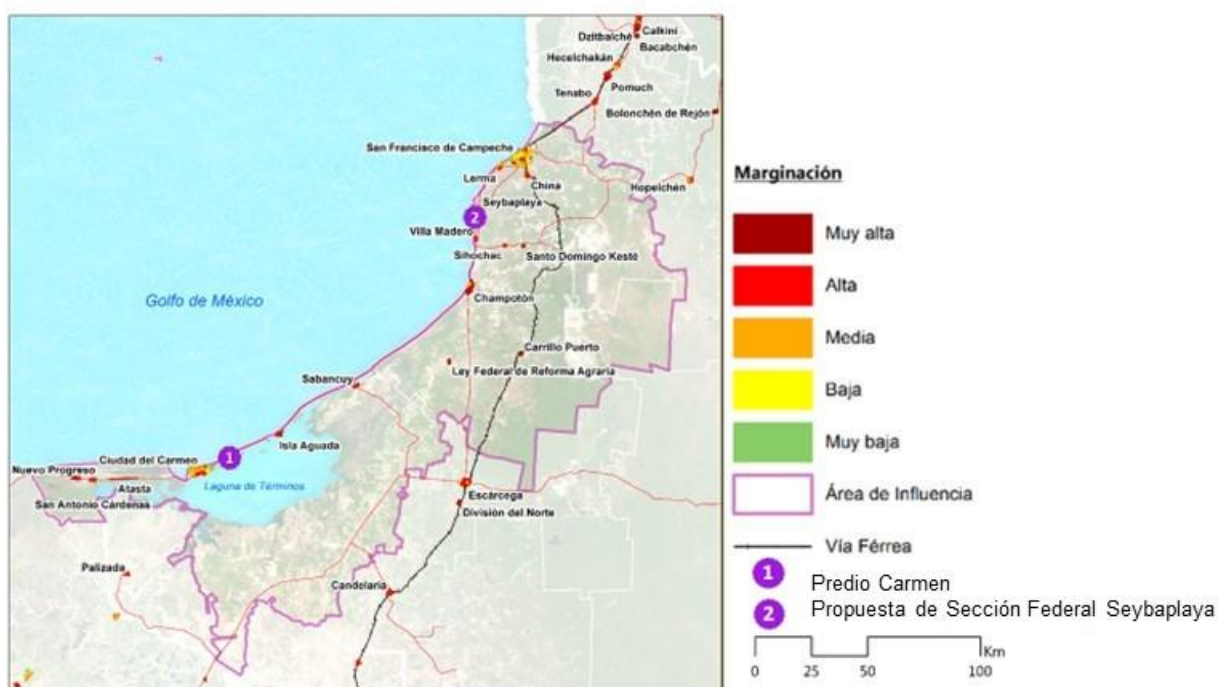 Dzitbalché
Calkiní
Bacabchén
Hecelchakán
Pomuch
Tenabo
Bolonchén de Rejón
San Francisco de Campeche
Lerma
China
Hopelchén
Seybaplaya
2
Villa Madero
Sihochac
Santo Domingo Kesté
Golfo de México
Champotón
Carrillo Puerto
Ley Federal de Reforma Agraria
Sabancuy
Isla Aguada
1
Ciudad del Carmen
Nuevo Progreso
Atasta
Laguna de Términos
San Antonio Cárdenas
Escárcega
División del Norte
Palizada
Candelaria
Marginación
Muy alta
Alta
Media
Baja
Muy baja
Área de Influencia
Vía Férrea
1 Predio Carmen
2 Propuesta de Sección Federal Seybaplaya
Km
0 25 50 100